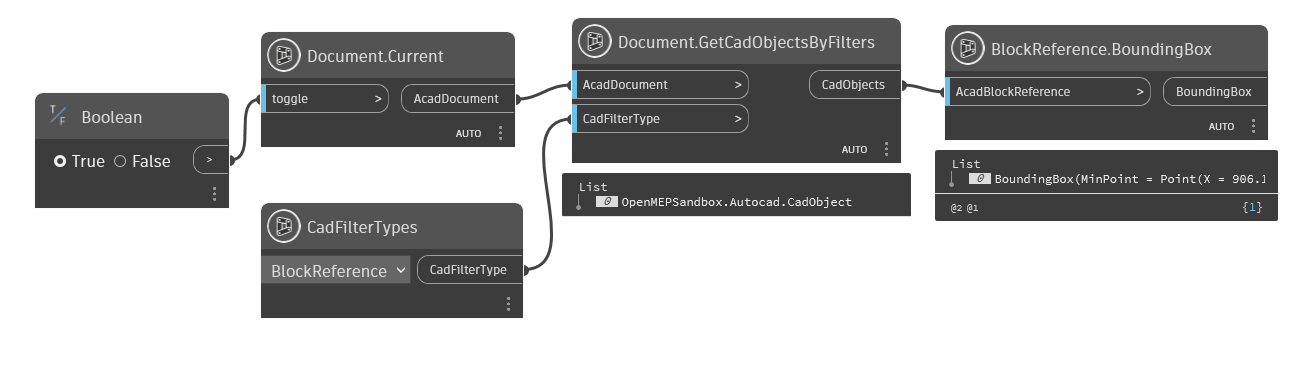 T/F Boolean
True False >
Document.Current
toggle > AcadDocument
AUTO
CadFilterTypes
BlockReference CadFilterType
Document.GetCadObjectsByFilters
AcadDocument > CadObjects
CadFilterType >
AUTO
List
0 OpenMEPSandbox.Autocad.CadObject
BlockReference.BoundingBox
AcadBlockReference > BoundingBox
AUTO
List
0 BoundingBox(MinPoint = Point(X = 906.1
@2 @1 {1}